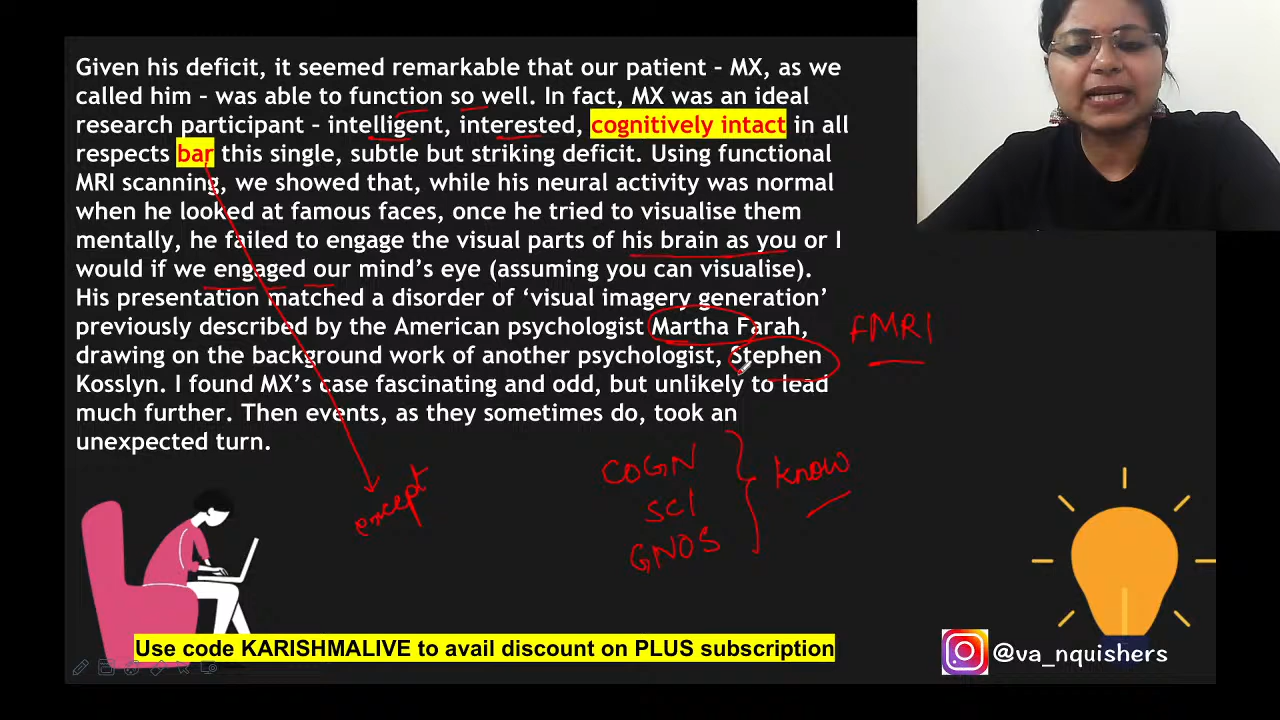 Given his deficit, it seemed remarkable that our patient – MX, as we
called him – was able to function so well. In fact, MX was an ideal
research participant – intelligent, interested, cognitively intact in all
respects bar this single, subtle but striking deficit. Using functional
MRI scanning, we showed that, while his neural activity was normal
when he looked at famous faces, once he tried to visualise them
mentally, he failed to engage the visual parts of his brain as you or I
would if we engaged our mind’s eye (assuming you can visualise).
His presentation matched a disorder of ‘visual imagery generation’
previously described by the American psychologist Martha Farah,
fMRI
drawing on the background work of another psychologist, Stephen
Kosslyn. I found MX’s case fascinating and odd, but unlikely to lead
much further. Then events, as they sometimes do, took an
unexpected turn.
COGN
know
except
SCI
GNOS
Use code KARISHMALIVE to avail discount on PLUS subscription
@va_nquishers